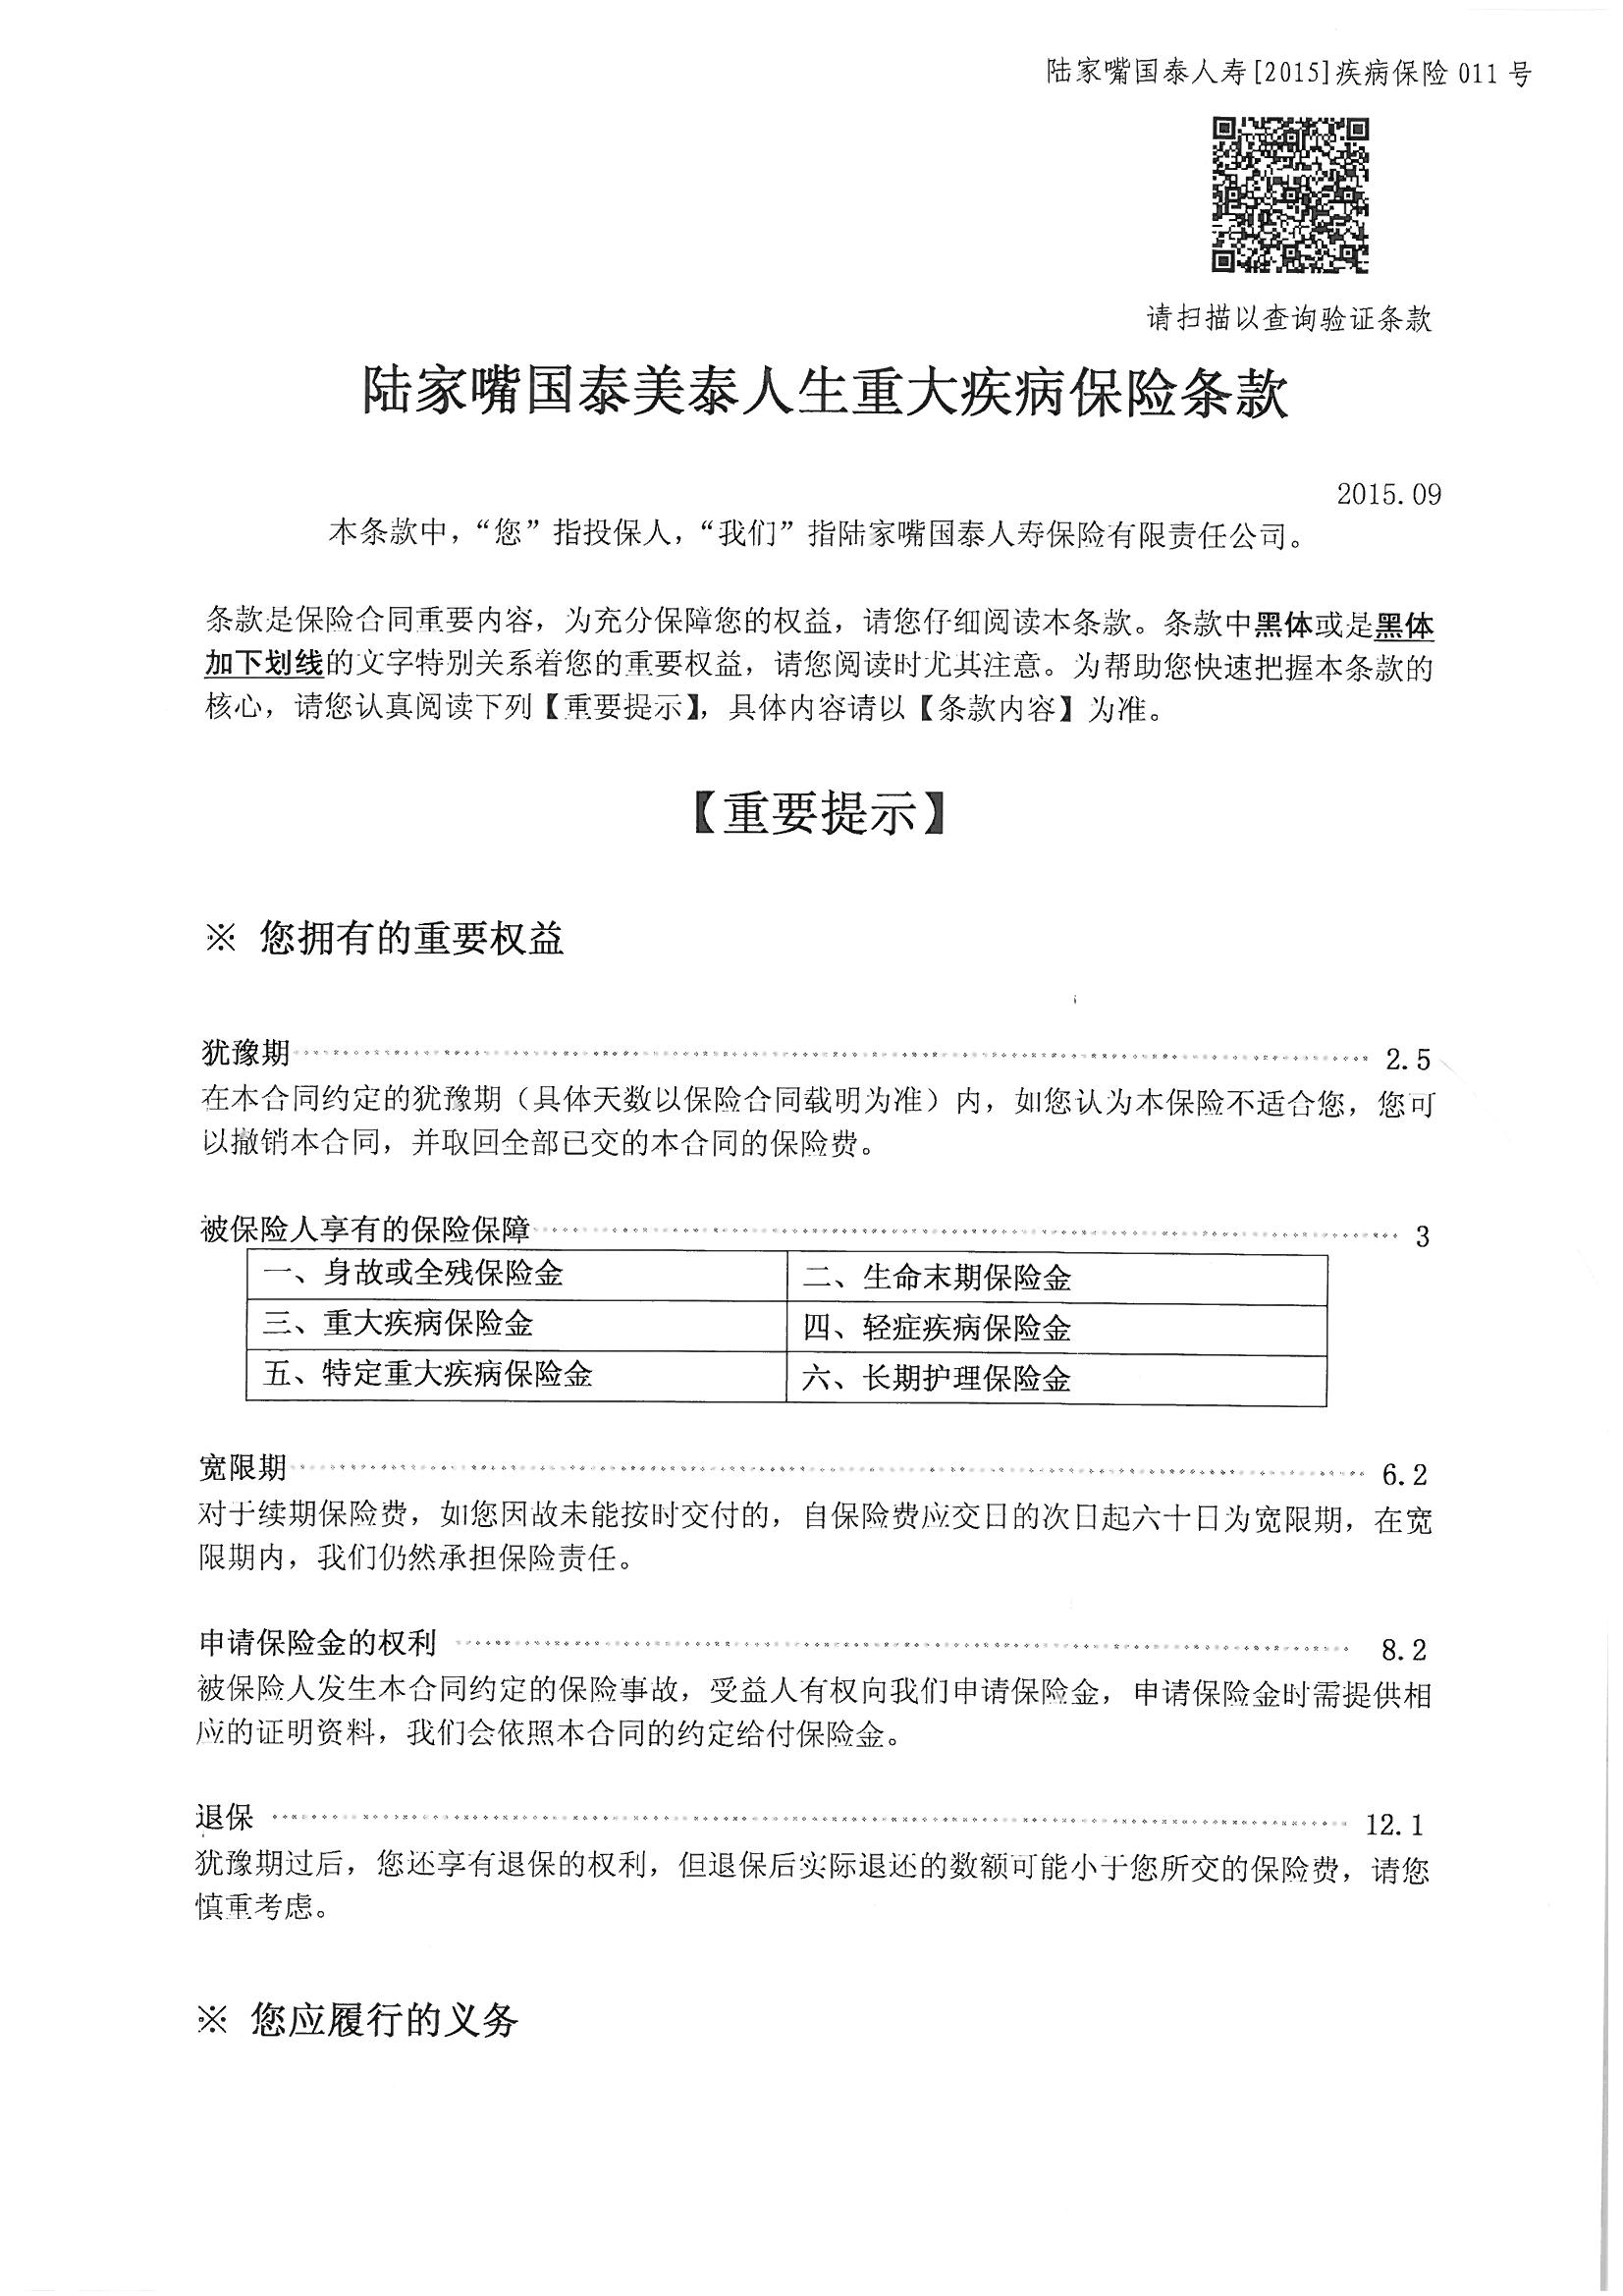 陆家嘴国泰人寿[2015]疾病保险 011 号
请扫描以查询验证条款
陆家嘴国泰美泰人生重大疾病保险条款
2015.09
本条款中，“您”指投保人，“我们”指陆家嘴国泰人寿保险有限责任公司。
条款是保险合同重要内容，为充分保障您的权益，请您仔细阅读本条款。条款中黑体或是黑体
加下划线的文字特别关系着您的重要权益，请您阅读时尤其注意。为帮助您快速把握本条款的
核心，请您认真阅读下列【重要提示】，具体内容请以【条款内容】为准。
【重要提示】
※ 您拥有的重要权益
犹豫期 2.5
在本合同约定的犹豫期（具体天数以保险合同载明为准）内，如您认为本保险不适合您，您可
以撤销本合同，并取回全部已交的本合同的保险费。
被保险人享有的保险保障 3
一、身故或全残保险金 二、生命末期保险金
三、重大疾病保险金 四、轻症疾病保险金
五、特定重大疾病保险金 六、长期护理保险金
宽限期 6.2
对于续期保险费，如您因故未能按时交付的，自保险费应交日的次日起六十日为宽限期，在宽
限期内，我们仍然承担保险责任。
申请保险金的权利 8.2
被保险人发生本合同约定的保险事故，受益人有权向我们申请保险金，申请保险金时需提供相
应的证明资料，我们会依照本合同的约定给付保险金。
退保 12.1
犹豫期过后，您还享有退保的权利，但退保后实际退还的数额可能小于您所交的保险费，请您
慎重考虑。
※ 您应履行的义务